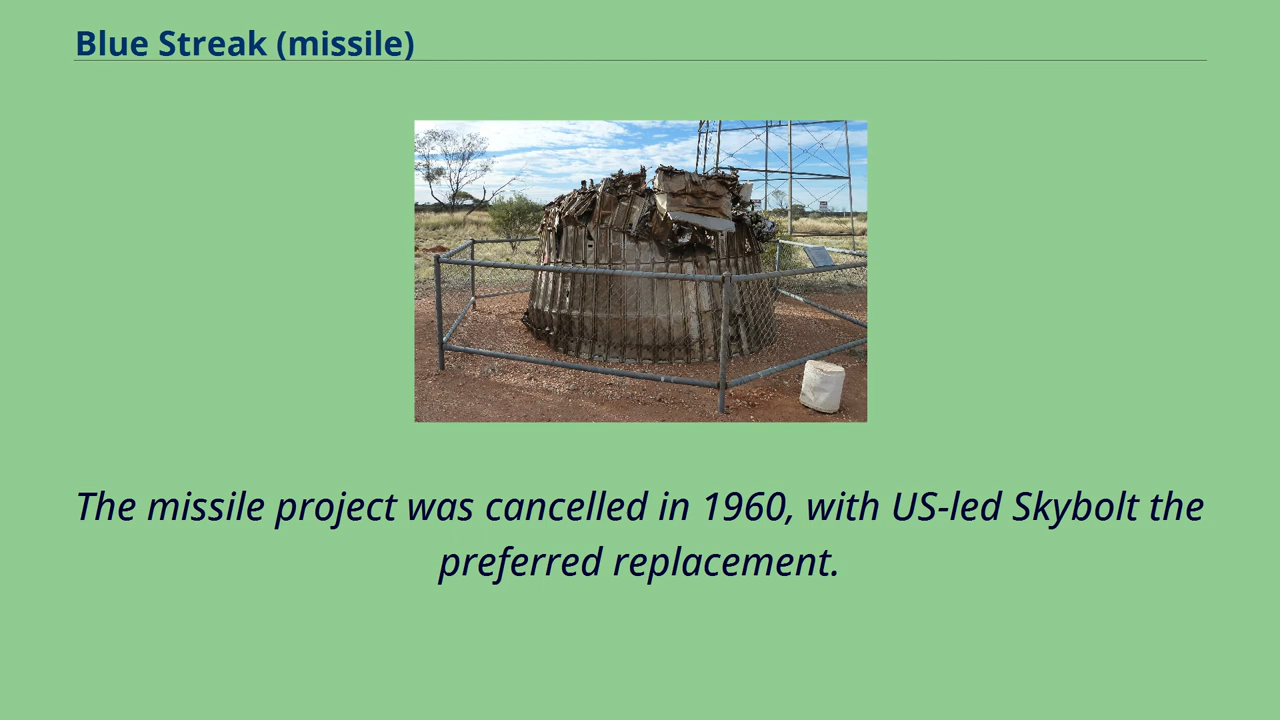 Blue Streak (missile)
The missile project was cancelled in 1960, with US-led Skybolt the
preferred replacement.